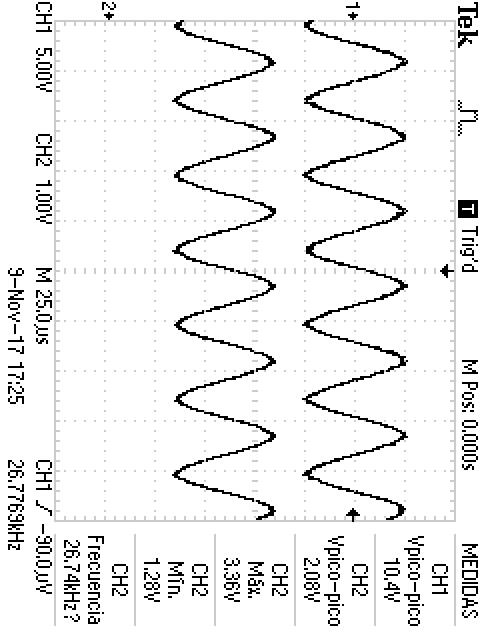 Tek
T Trig'd
M Pos: 0.000s
MEDIDAS
CH1
Vpico-pico
10.4V
CH2
Vpico-pico
2.08V
CH2
Máx.
3.36V
CH2
Mín.
1.28V
CH2
Frecuencia
26.74kHz?
1
2
CH1 5.00V CH2 1.00V M 25.0µs CH1 -90.0µV
9-Nov-17 17:25 26.7769kHz